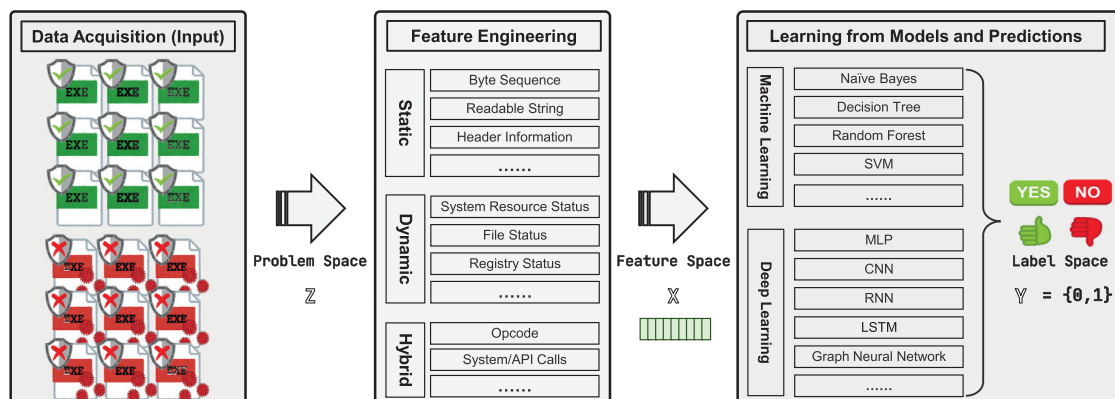 Data Acquisition (Input)
EXE EXE EXE
EXE EXE EXE
EXE EXE EXE
EXE EXE EXE
EXE EXE EXE
EXE EXE EXE
Problem Space
ℤ
Feature Engineering
Static
Byte Sequence
Readable String
Header Information
......
Dynamic
System Resource Status
File Status
Registry Status
......
Hybrid
Opcode
System/API Calls
......
Feature Space
𝕏
Learning from Models and Predictions
Machine Learning
Naïve Bayes
Decision Tree
Random Forest
SVM
......
Deep Learning
MLP
CNN
RNN
LSTM
Graph Neural Network
......
YES NO
Label Space
𝕐 = {0,1}